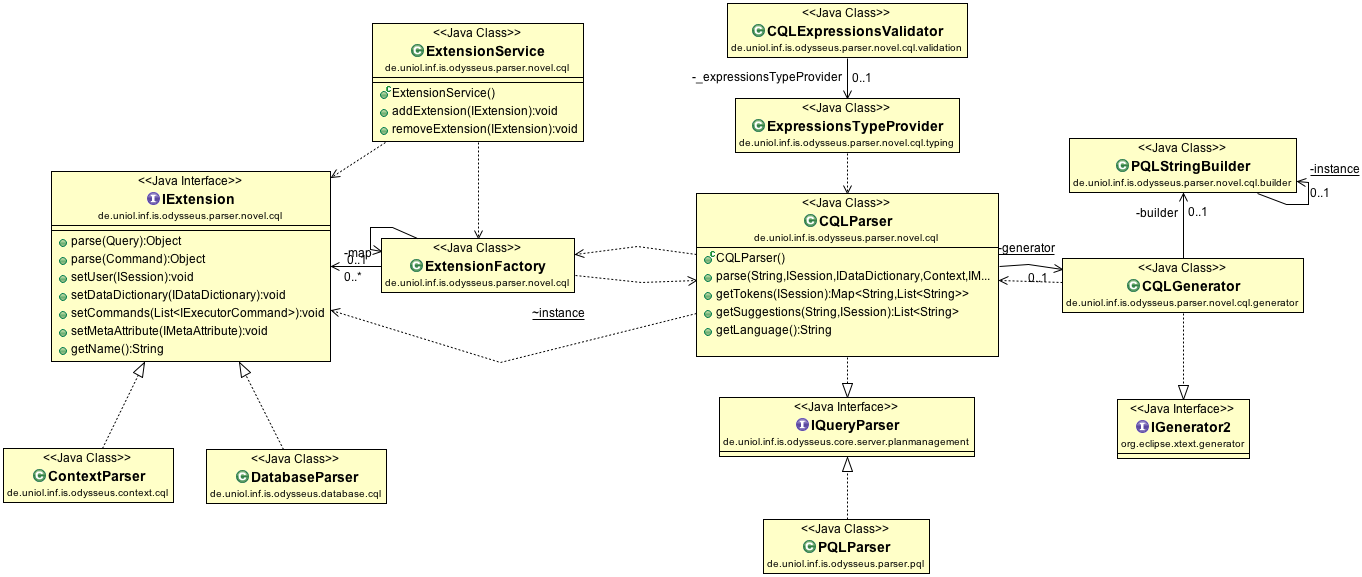 <<Java Class>>
CQLExpressionsValidator
de.uniol.inf.is.odysseus.parser.novel.cql.validation
<<Java Class>>
ExtensionService
de.uniol.inf.is.odysseus.parser.novel.cql
ExtensionService()
addExtension(IExtension):void
removeExtension(IExtension):void
-_expressionsTypeProvider
0..1
<<Java Class>>
ExpressionsTypeProvider
de.uniol.inf.is.odysseus.parser.novel.cql.typing
<<Java Class>>
PQLStringBuilder
de.uniol.inf.is.odysseus.parser.novel.cql.builder
-instance
0..1
<<Java Interface>>
IExtension
de.uniol.inf.is.odysseus.parser.novel.cql
parse(Query):Object
parse(Command):Object
setUser(ISession):void
setDataDictionary(IDataDictionary):void
setCommands(List<IExecutorCommand>):void
setMetaAttribute(IMetaAttribute):void
getName():String
-map
0..1
0..*
<<Java Class>>
ExtensionFactory
de.uniol.inf.is.odysseus.parser.novel.cql
~instance
<<Java Class>>
CQLParser
de.uniol.inf.is.odysseus.parser.novel.cql
CQLParser()
parse(String,ISession,IDataDictionary,Context,IM...
getTokens(ISession):Map<String,List<String>>
getSuggestions(String,ISession):List<String>
getLanguage():String
-builder
0..1
-generator
0..1
<<Java Class>>
CQLGenerator
de.uniol.inf.is.odysseus.parser.novel.cql.generator
<<Java Interface>>
IQueryParser
de.uniol.inf.is.odysseus.core.server.planmanagement
<<Java Interface>>
IGenerator2
org.eclipse.xtext.generator
<<Java Class>>
ContextParser
de.uniol.inf.is.odysseus.context.cql
<<Java Class>>
DatabaseParser
de.uniol.inf.is.odysseus.database.cql
<<Java Class>>
PQLParser
de.uniol.inf.is.odysseus.parser.pql